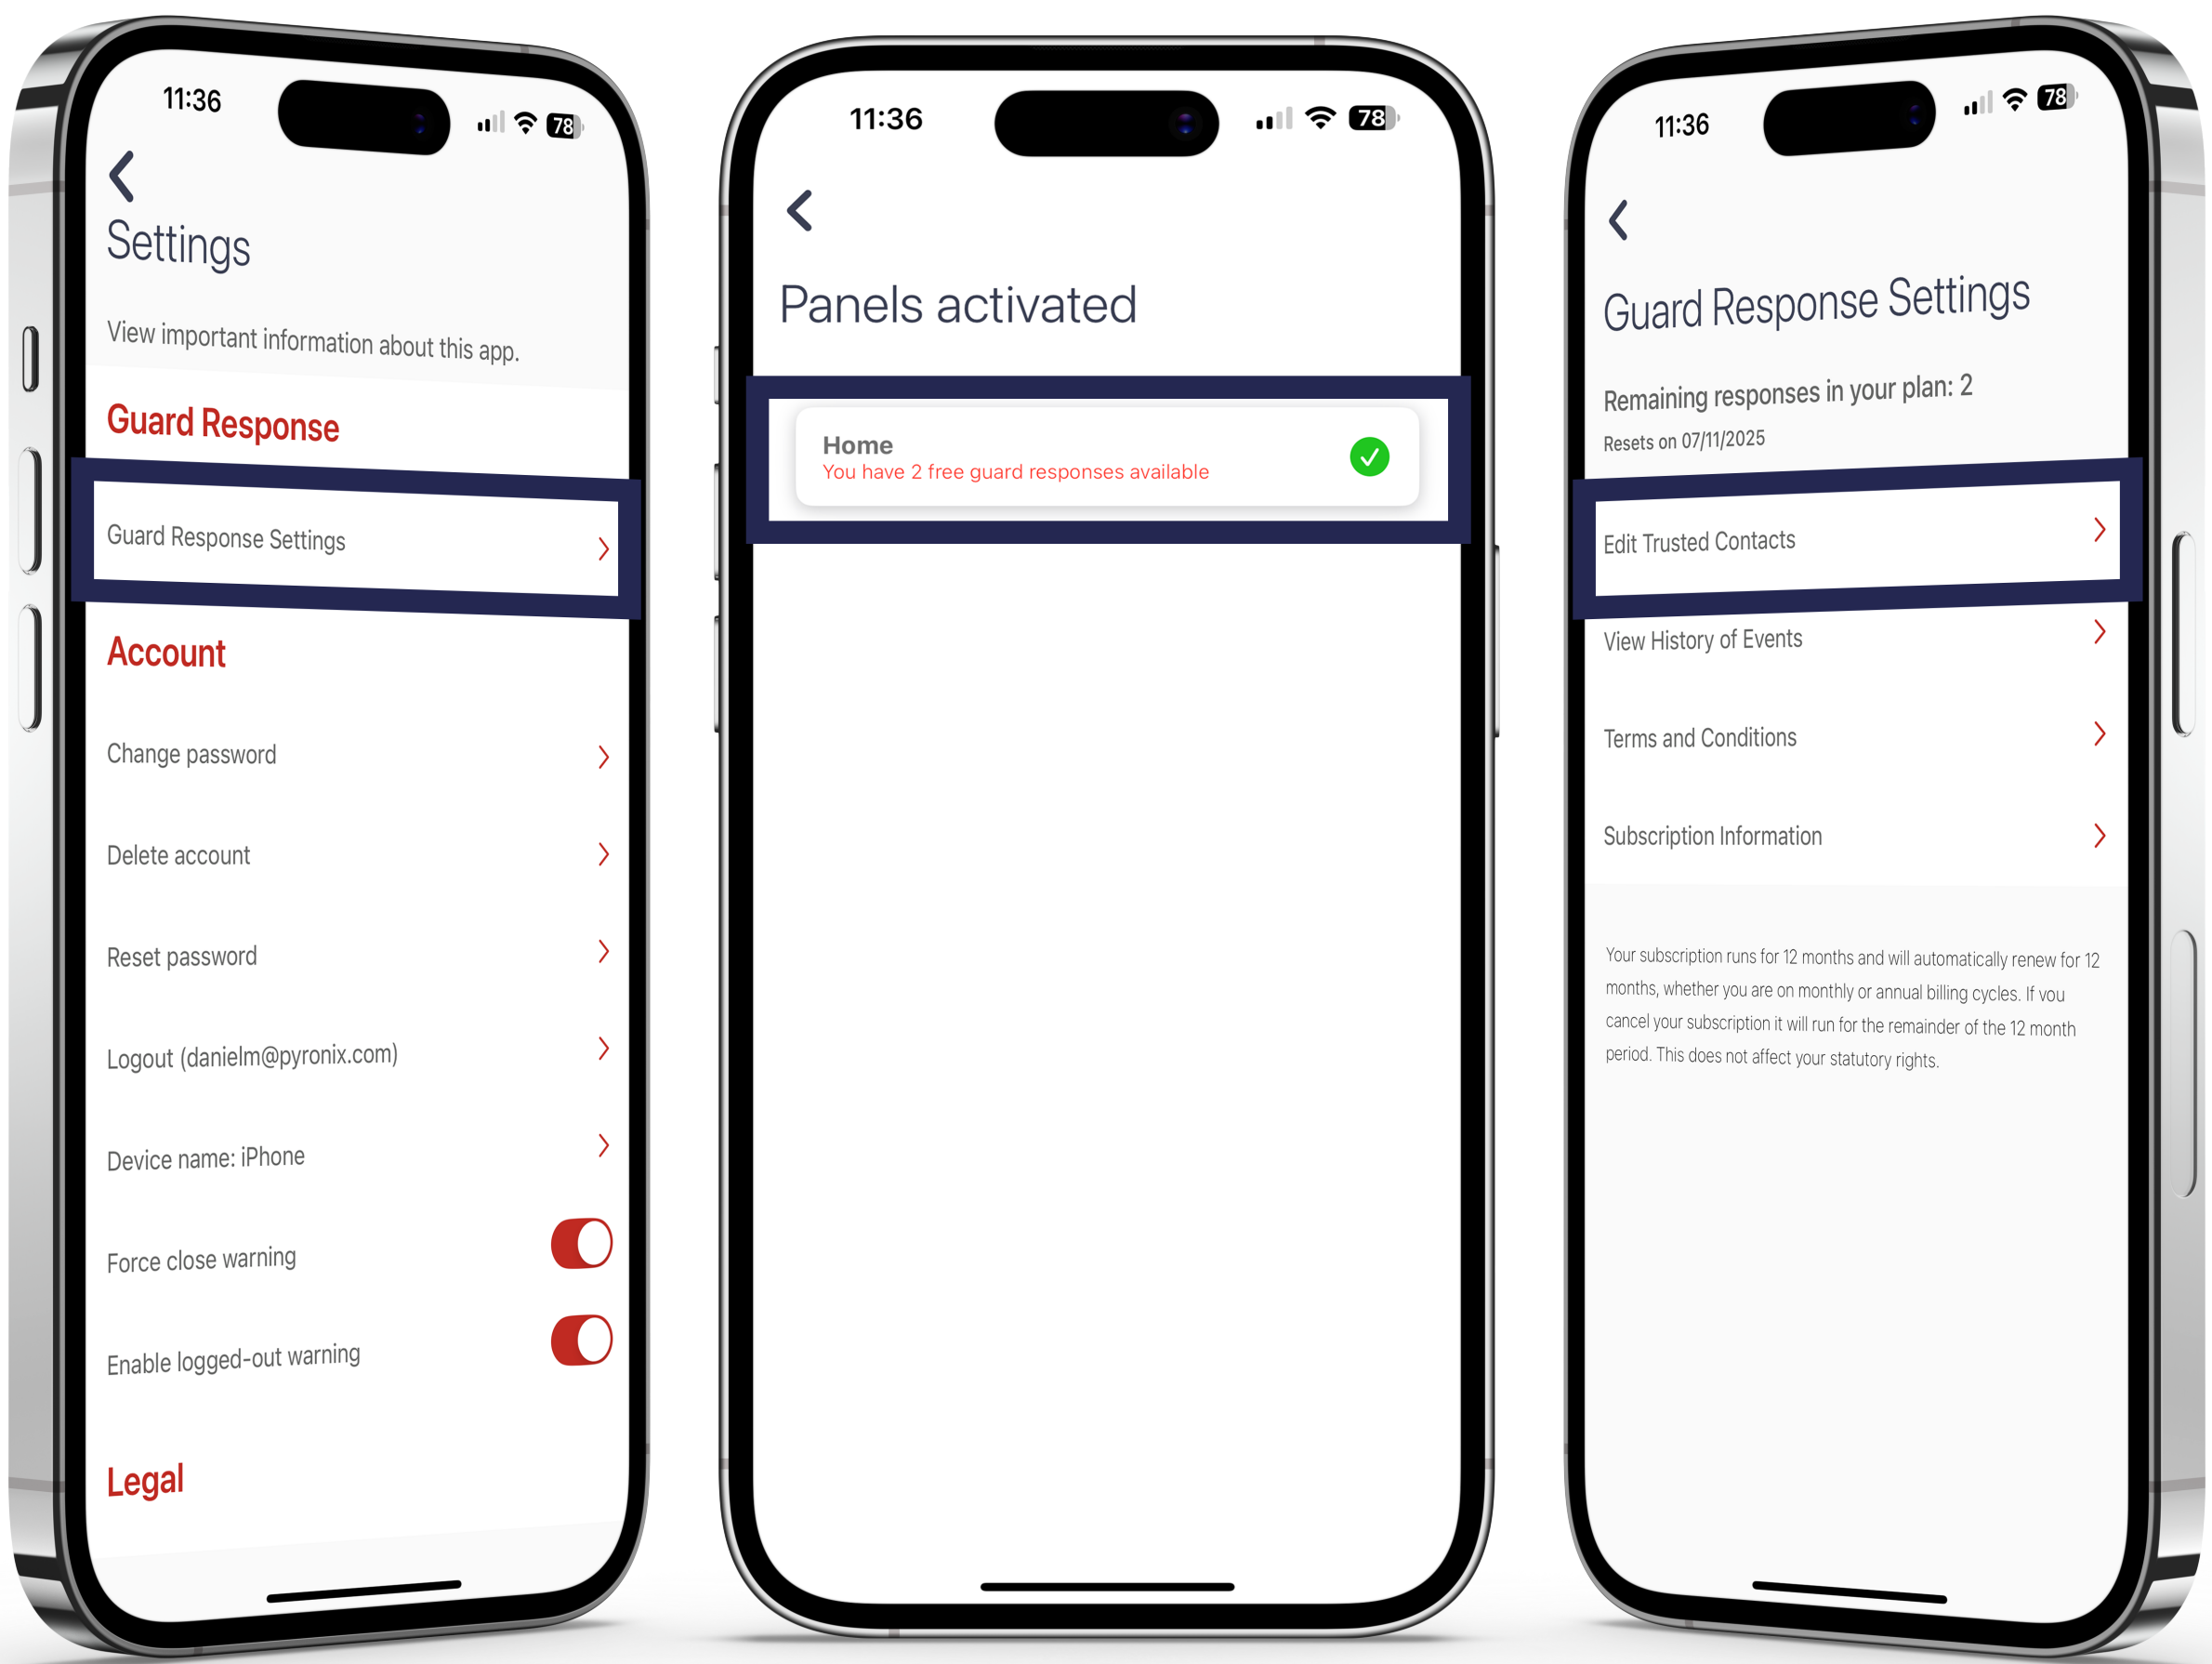 11:36
78
Settings
View important information about this app.
Guard Response
Guard Response Settings
Account
Change password
Delete account
Reset password
Logout (danielm@pyronix.com)
Device name: iPhone
Force close warning
Enable logged-out warning
Legal
11:36
78
Panels activated
Home
You have 2 free guard responses available
11:36
78
Guard Response Settings
Remaining responses in your plan: 2
Resets on 07/11/2025
Edit Trusted Contacts
View History of Events
Terms and Conditions
Subscription Information
Your subscription runs for 12 months and will automatically renew for 12
months, whether you are on monthly or annual billing cycles. If you
cancel your subscription it will run for the remainder of the 12 month
period. This does not affect your statutory rights.